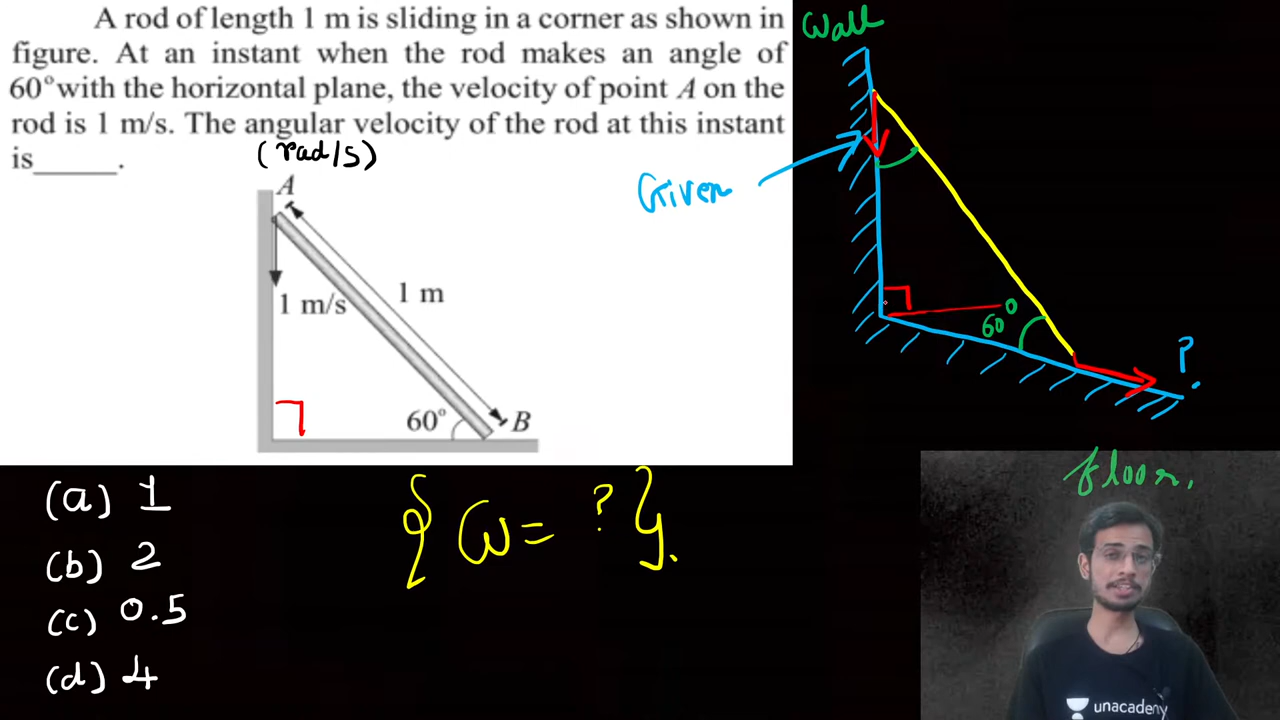 A rod of length 1 m is sliding in a corner as shown in
figure. At an instant when the rod makes an angle of
60°with the horizontal plane, the velocity of point A on the
rod is 1 m/s. The angular velocity of the rod at this instant
is______.
(rad/s)
A
1 m/s
1 m
60°
B
Wall
Given
60°
?
floor.
(a) 1
(b) 2
(c) 0.5
(d) 4
{ ω = ? }.
unacademy